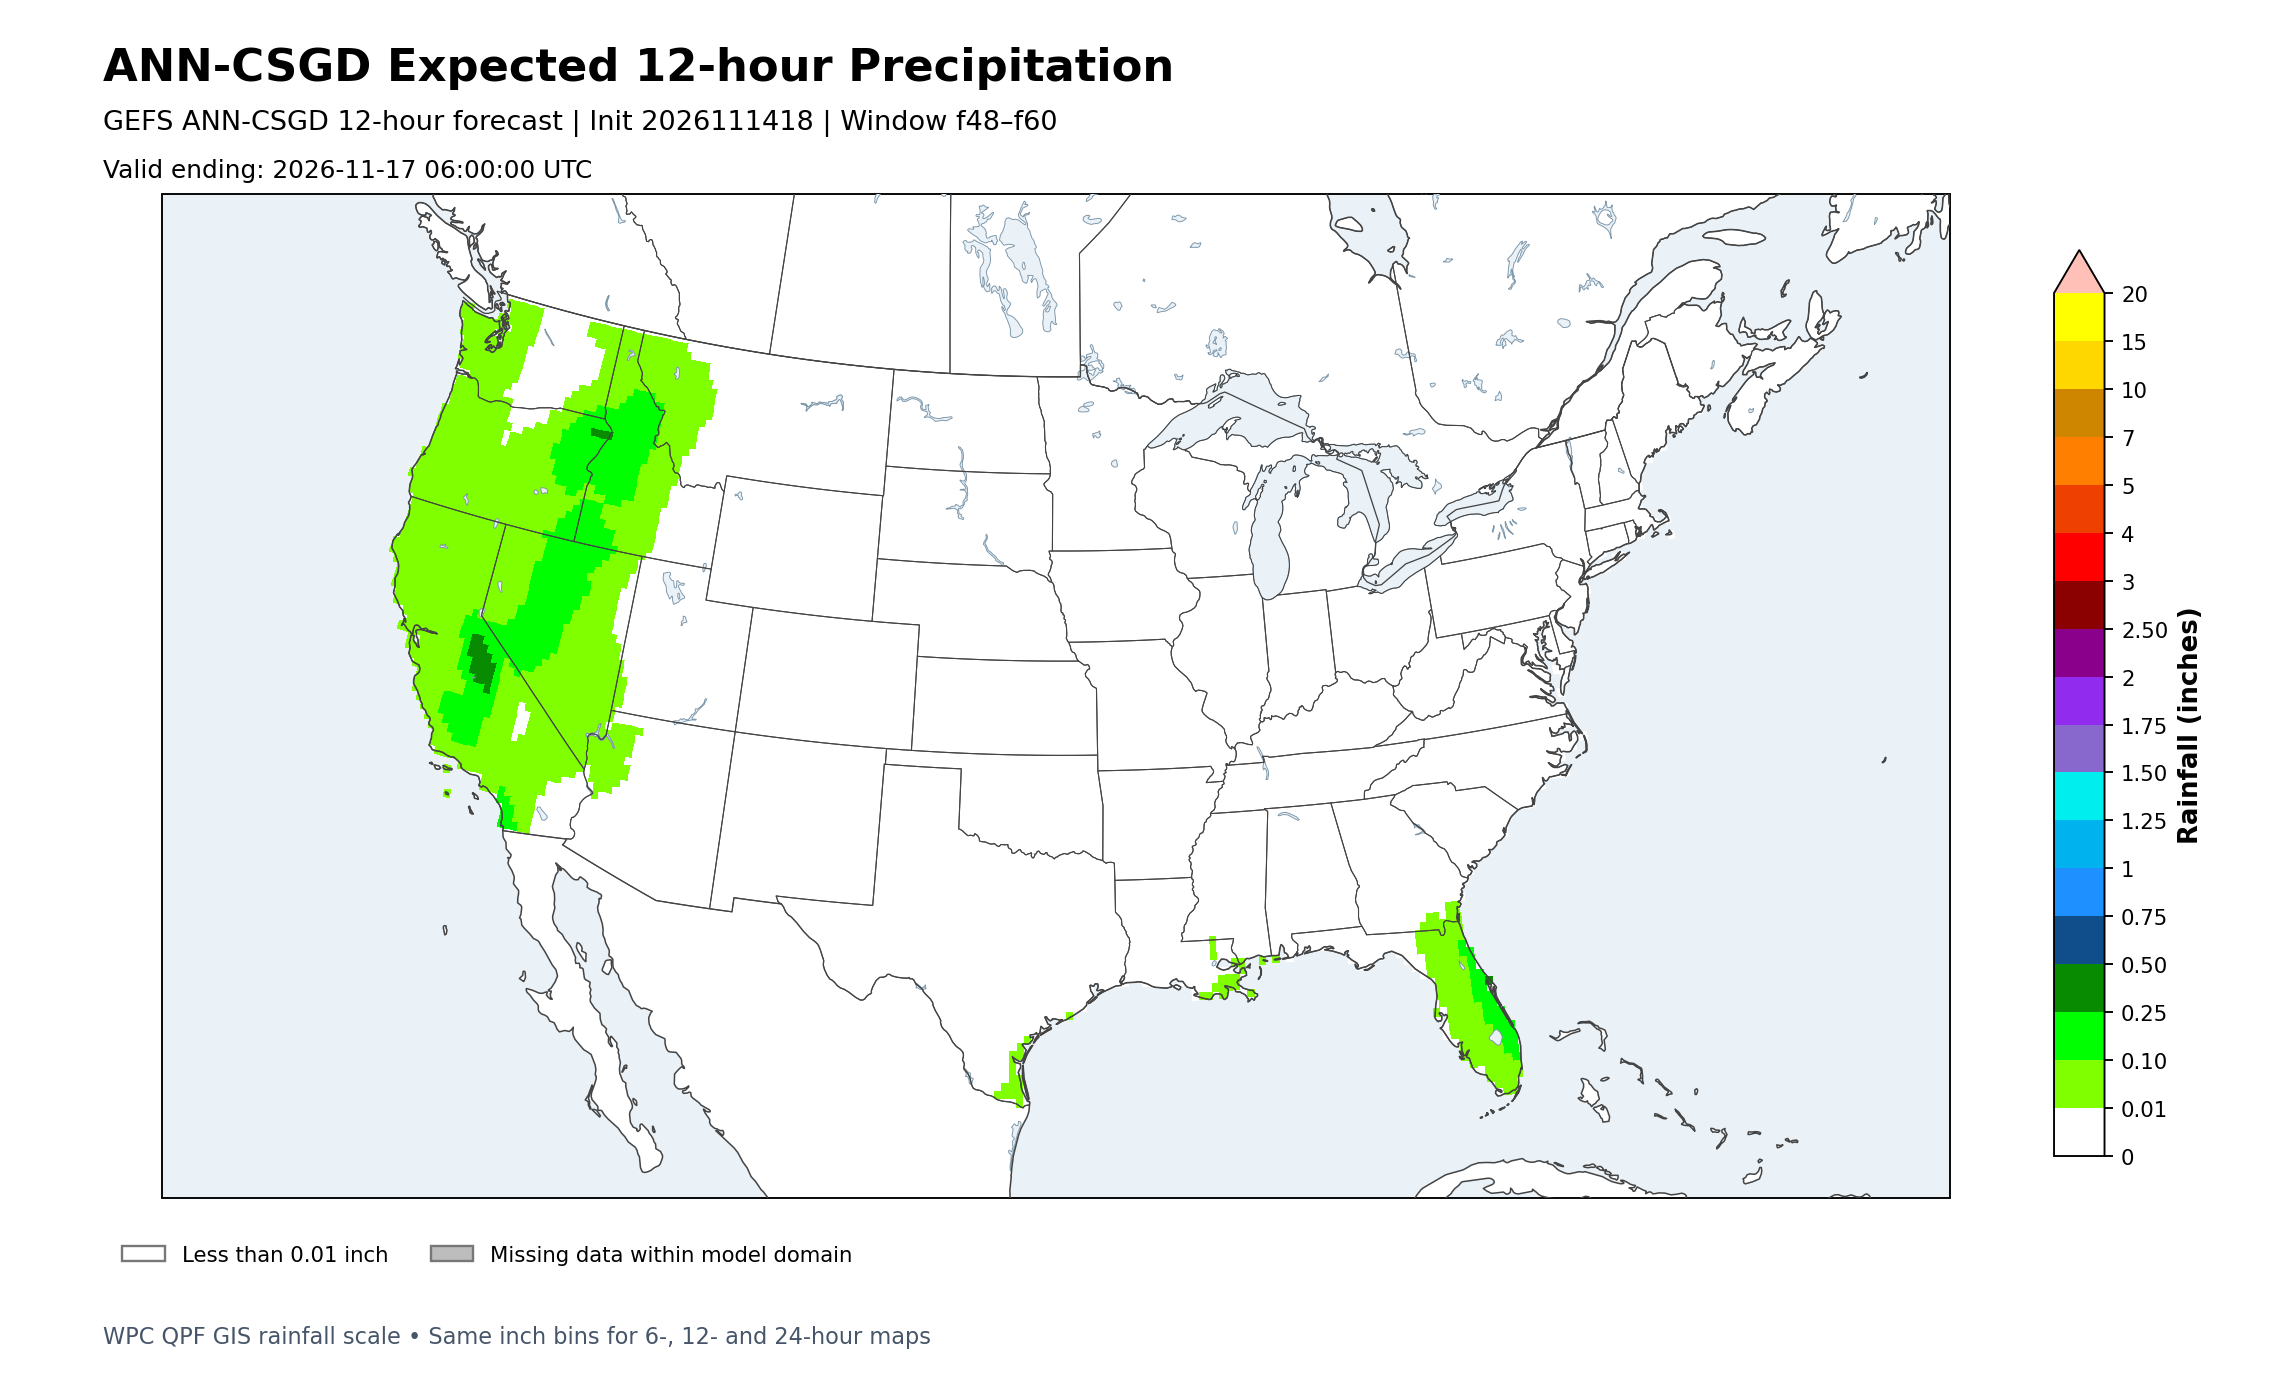 ANN-CSGD Expected 12-hour Precipitation
GEFS ANN-CSGD 12-hour forecast | Init 2026111418 | Window f48–f60
Valid ending: 2026-11-17 06:00:00 UTC
20
15
10
7
5
4
3
2.50
2
1.75
1.50
1.25
1
0.75
0.50
0.25
0.10
0.01
0
Rainfall (inches)
Less than 0.01 inch
Missing data within model domain
WPC QPF GIS rainfall scale • Same inch bins for 6-, 12- and 24-hour maps